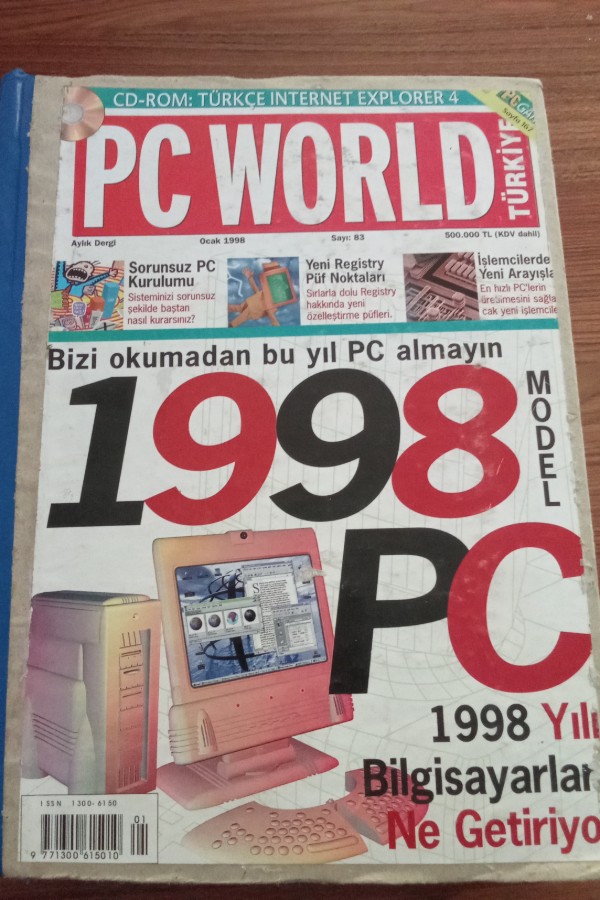 CD-ROM: TÜRKÇE INTERNET EXPLORER 4
Sayfa 162
PC WORLD
TÜRKİYE
Aylık Dergi Ocak 1998 Sayı: 83 500.000 TL (KDV dahil)
Sorunsuz PC
Kurulumu
Sisteminizi sorunsuz
şekilde baştan
nasıl kurarsınız?
Yeni Registry
Püf Noktaları
Sırlarla dolu Registry
hakkında yeni
özelleştirme püfleri.
İşlemcilerde
Yeni Arayışla
En hızlı PC'lerin
üretilmesini sağla
cak yeni işlemcile
Bizi okumadan bu yıl PC almayın
1998
MODEL
PC
1998 Yılı
Bilgisayarlar
Ne Getiriyo
ISSN 1300-6150
01
9 771300 615010